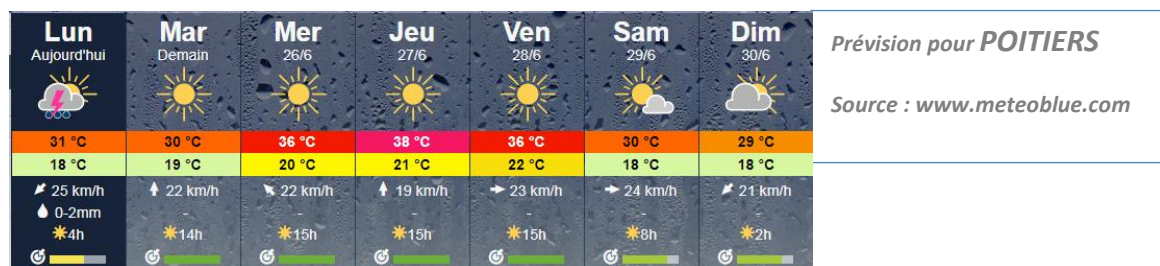 Lun Mar Mer Jeu Ven Sam Dim
Aujourd'hui Demain 26/6 27/6 28/6 29/6 30/6
31 °C 30 °C 36 °C 38 °C 36 °C 30 °C 29 °C
18 °C 19 °C 20 °C 21 °C 22 °C 18 °C 18 °C
25 km/h 22 km/h 22 km/h 19 km/h 23 km/h 24 km/h 21 km/h
0-2mm - - - - - -
4h 14h 15h 15h 15h 8h 2h
Prévision pour POITIERS
Source : www.meteoblue.com